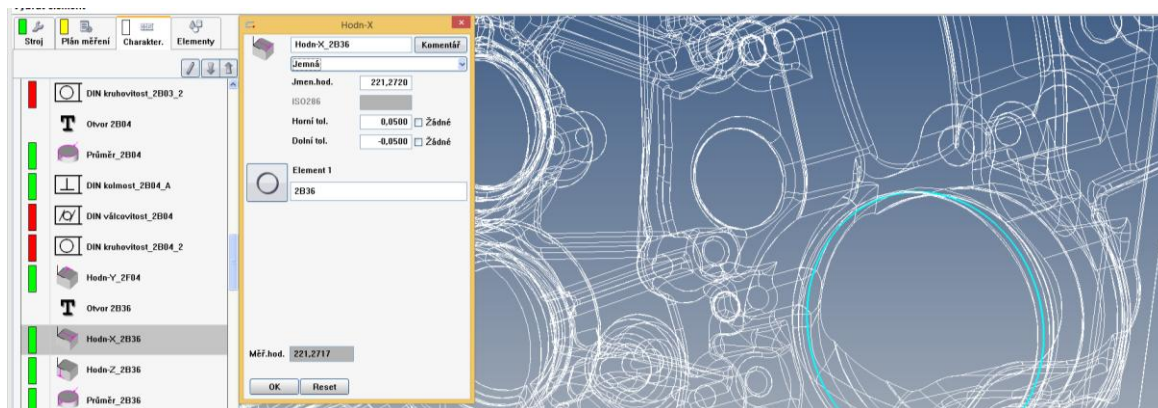 Vybrat element
Stroj
Plán měření
Charakter.
Elementy
DIN kruhovitost_2B03_2
T Otvor 2B04
Průměr_2B04
DIN kolmost_2B04_A
DIN válcovitost_2B04
DIN kruhovitost_2B04_2
Hodn-Y_2F04
T Otvor 2B36
Hodn-X_2B36
Hodn-Z_2B36
Průměr_2B36
Hodn-X
Hodn-X_2B36 Komentář
Jemná
Jmen.hod. 221,2720
ISO286
Horní tol. 0,0500 Žádné
Dolní tol. -0,0500 Žádné
Element 1
2B36
Měř.hod. 221,2717
OK Reset